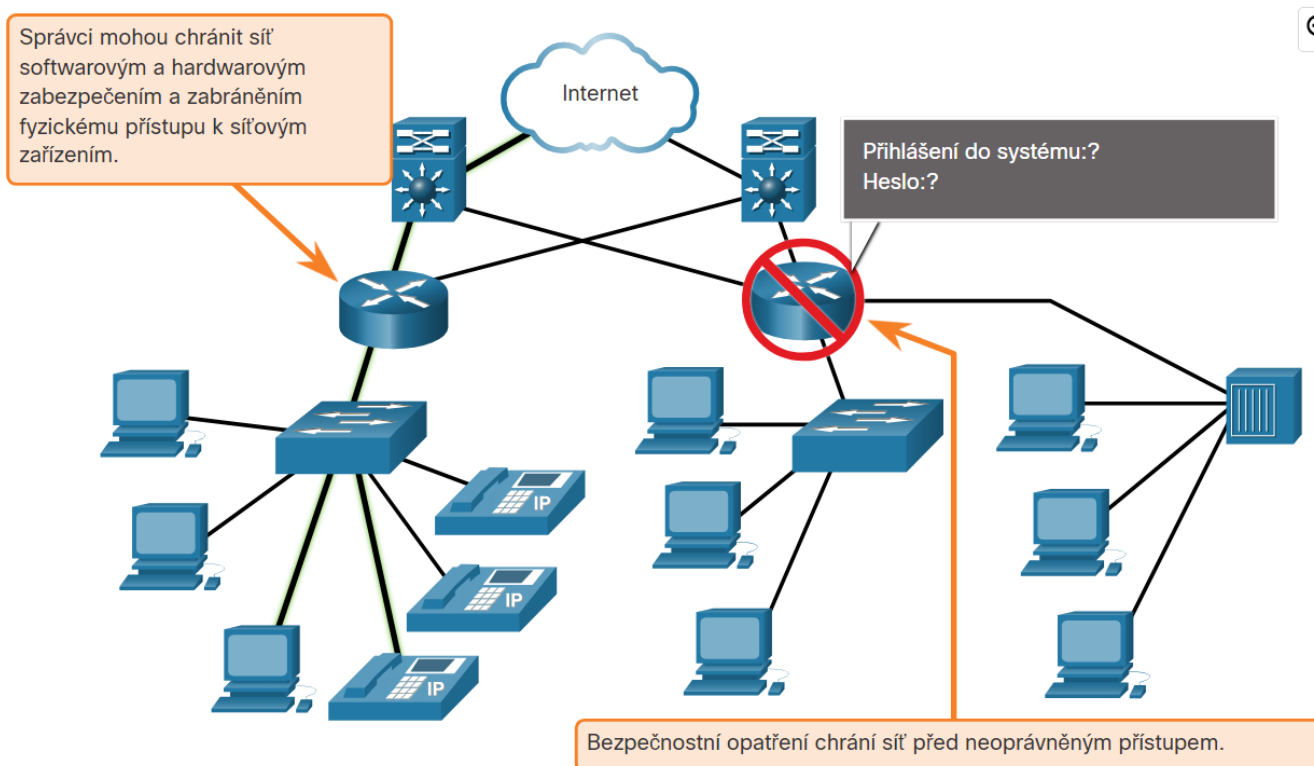 Správci mohou chránit síť
softwarovým a hardwarovým
zabezpečením a zabráněním
fyzickému přístupu k síťovým
zařízením.
Internet
Přihlášení do systému:?
Heslo:?
IP
IP
IP
Bezpečnostní opatření chrání síť před neoprávněným přístupem.